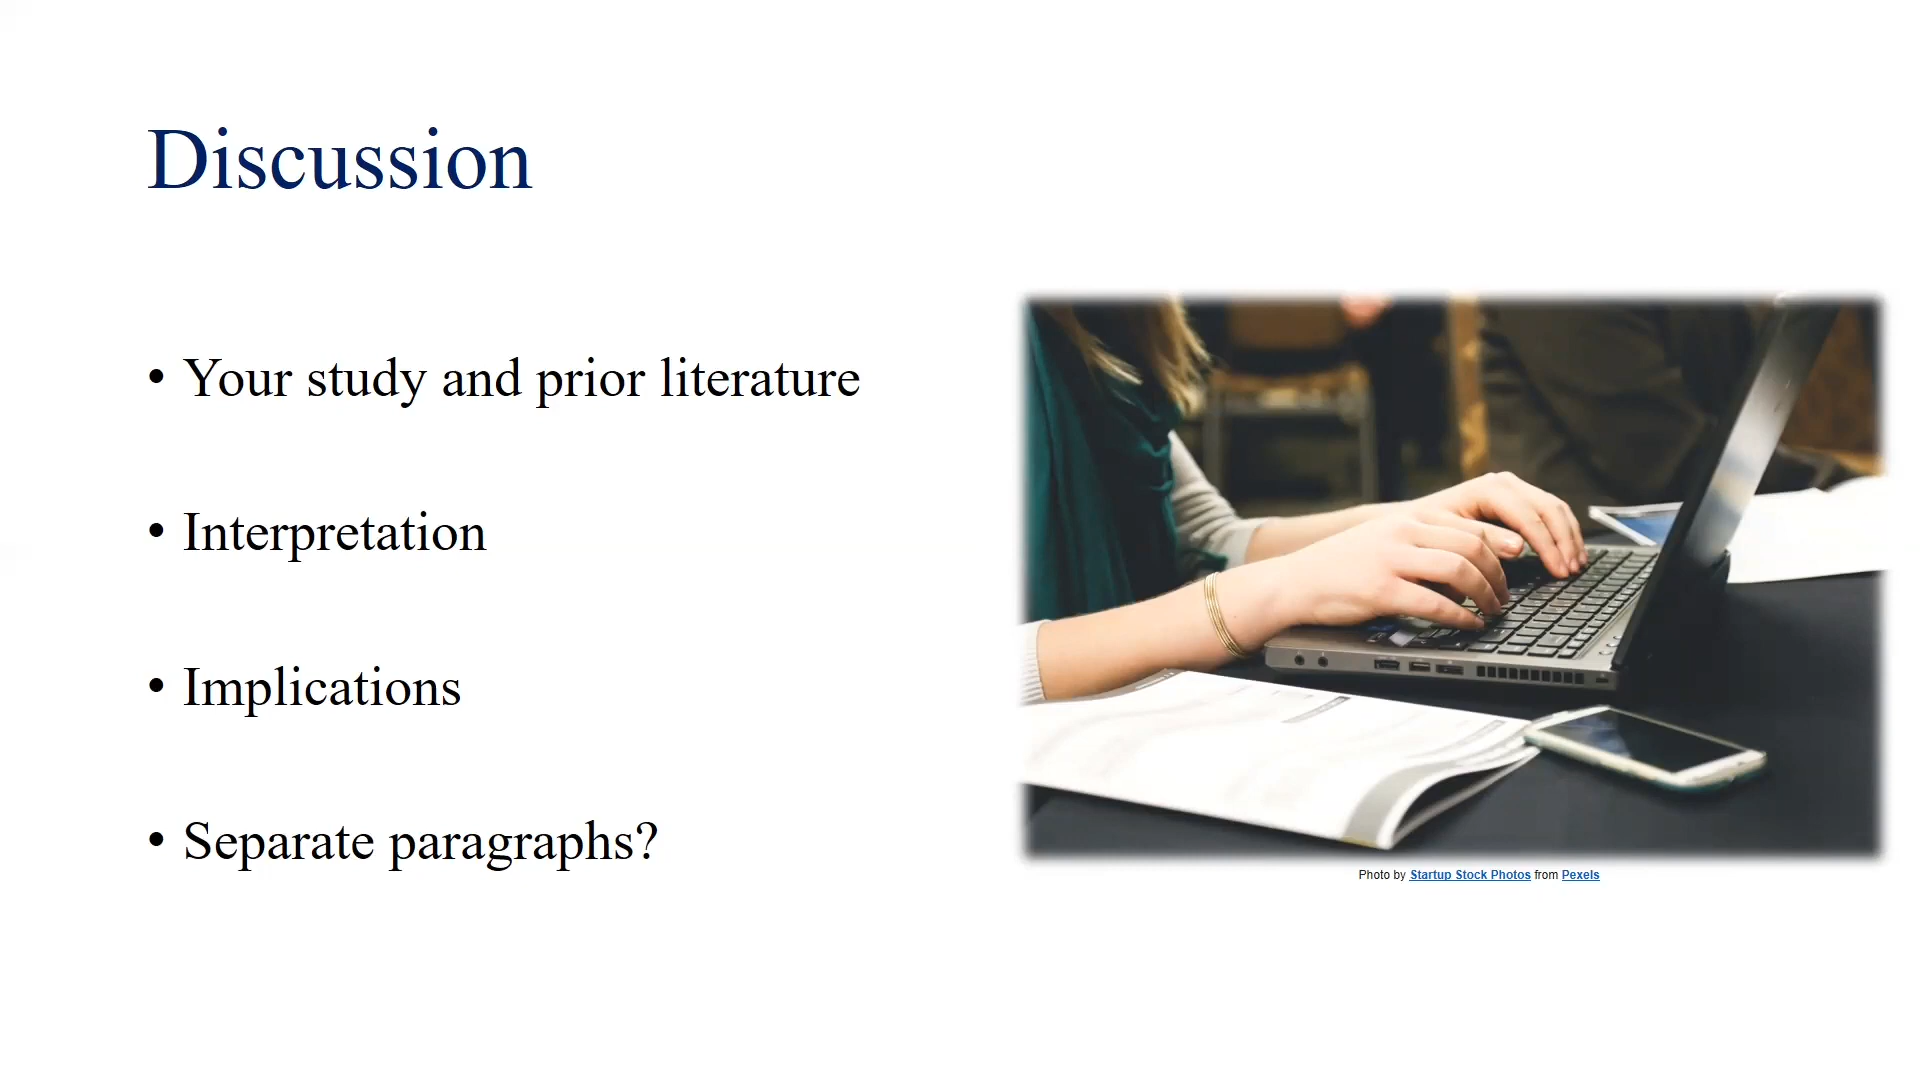 Discussion
• Your study and prior literature
• Interpretation
• Implications
• Separate paragraphs?
Photo by Startup Stock Photos from Pexels